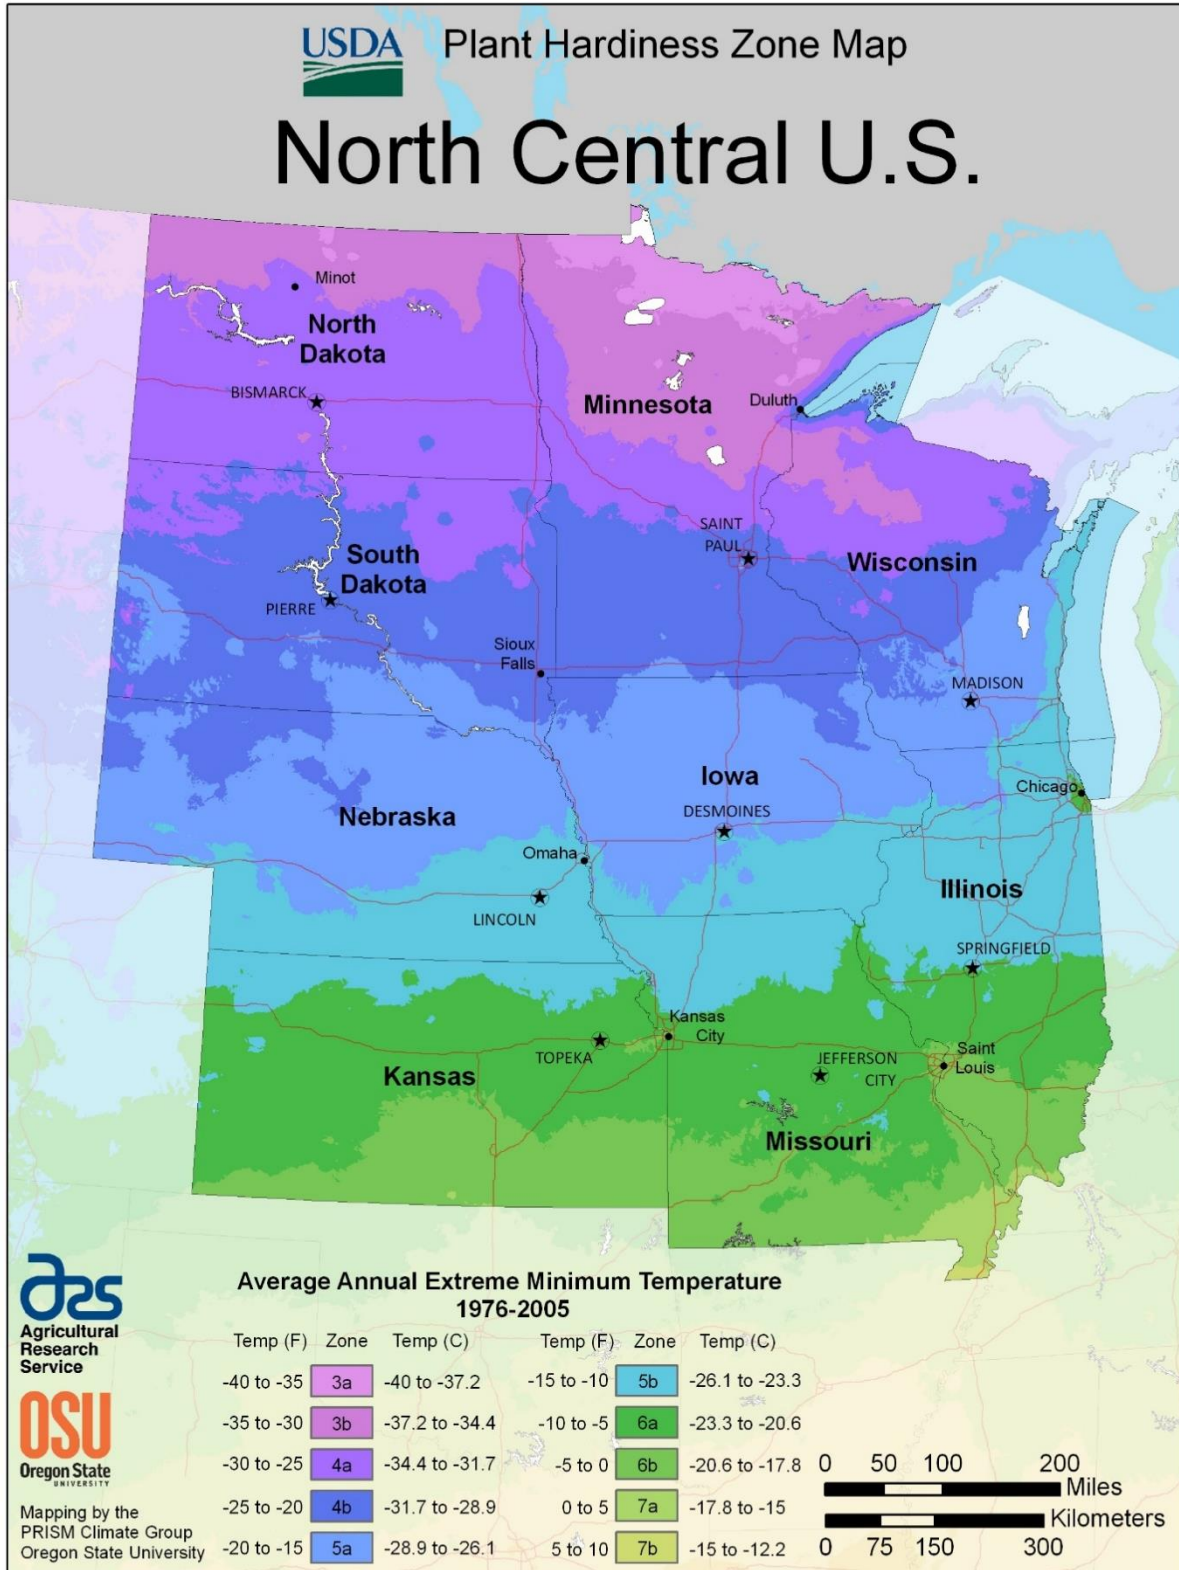 USDA
Plant Hardiness Zone Map
North Central U.S.
Minot
North
Dakota
BISMARCK
Minnesota
Duluth
SAINT
PAUL
South
Dakota
Wisconsin
PIERRE
Sioux
Falls
MADISON
Iowa
Chicago
Nebraska
DESMOINES
Omaha
Illinois
LINCOLN
SPRINGFIELD
Kansas
City
TOPEKA
Saint
Louis
JEFFERSON
CITY
Kansas
Missouri
ars
Agricultural
Research
Service
OSU
Oregon State
UNIVERSITY
Mapping by the
PRISM Climate Group
Oregon State University
Average Annual Extreme Minimum Temperature
1976-2005
Temp (F) Zone Temp (C) Temp (F) Zone Temp (C)
-40 to -35 3a -40 to -37.2 -15 to -10 5b -26.1 to -23.3
-35 to -30 3b -37.2 to -34.4 -10 to -5 6a -23.3 to -20.6
-30 to -25 4a -34.4 to -31.7 -5 to 0 6b -20.6 to -17.8
-25 to -20 4b -31.7 to -28.9 0 to 5 7a -17.8 to -15
-20 to -15 5a -28.9 to -26.1 5 to 10 7b -15 to -12.2
0 50 100 200
Miles
Kilometers
0 75 150 300